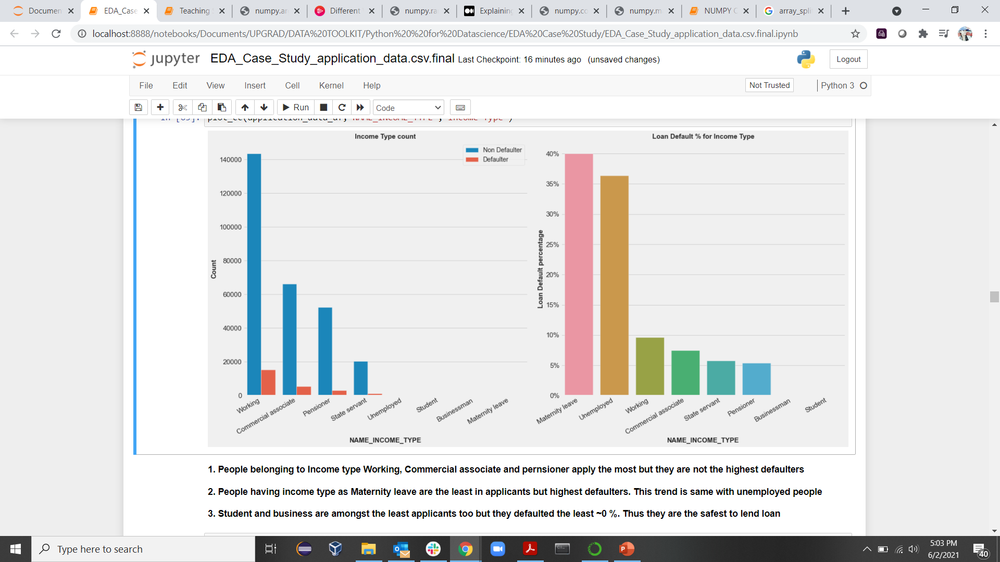 Documen EDA_Case Teaching numpy.ar Different numpy.ra Explaining numpy.co numpy.m NUMPY C array_spli
localhost:8888/notebooks/Documents/UPGRAD/DATA%20TOOLKIT/Python%20%20for%20Datascience/EDA%20Case%20Study/EDA_Case_Study_application_data.csv.final.ipynb
jupyter EDA_Case_Study_application_data.csv.final Last Checkpoint: 16 minutes ago (unsaved changes) Logout
File Edit View Insert Cell Kernel Help Not Trusted Python 3
Run Code
Income Type count
Non Defaulter
Defaulter
140000
120000
100000
80000
60000
40000
20000
0
Count
Working Commercial associate Pensioner State servant Unemployed Student Businessman Maternity leave
NAME_INCOME_TYPE
Loan Default % for Income Type
40%
35%
30%
25%
20%
15%
10%
5%
0%
Loan Default percentage
Maternity leave Unemployed Working Commercial associate State servant Pensioner Businessman Student
NAME_INCOME_TYPE
1. People belonging to Income type Working, Commercial associate and pernsioner apply the most but they are not the highest defaulters
2. People having income type as Maternity leave are the least in applicants but highest defaulters. This trend is same with unemployed people
3. Student and business are amongst the least applicants too but they defaulted the least ~0 %. Thus they are the safest to lend loan
Type here to search
5:03 PM
6/2/2021
40